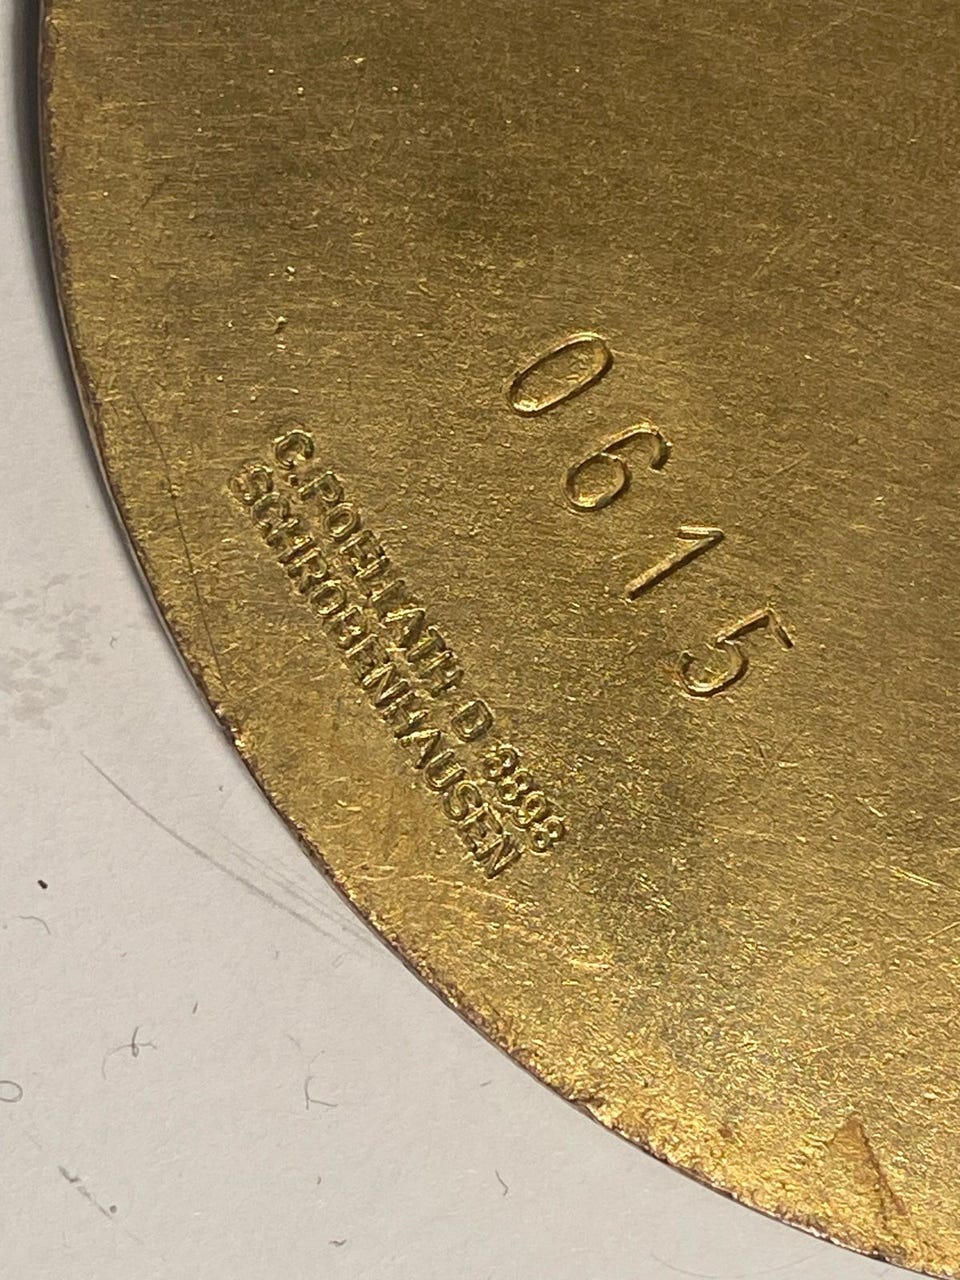 0615
C.POELLATH D 8898
SCHROBENHAUSEN